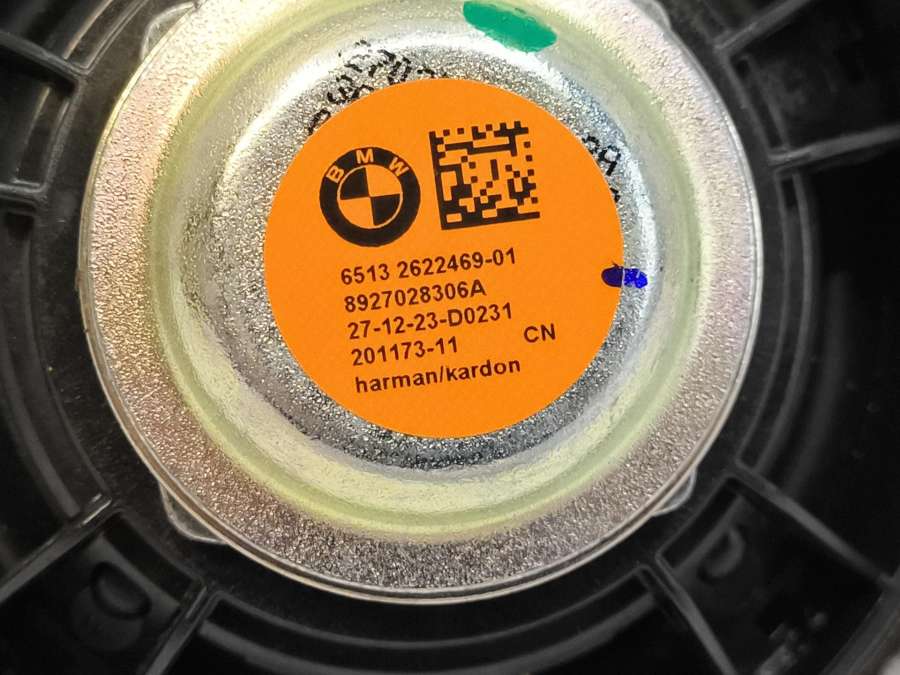 BMW
6513 2622469-01
8927028306A
27-12-23-D0231
201173-11 CN
harman/kardon